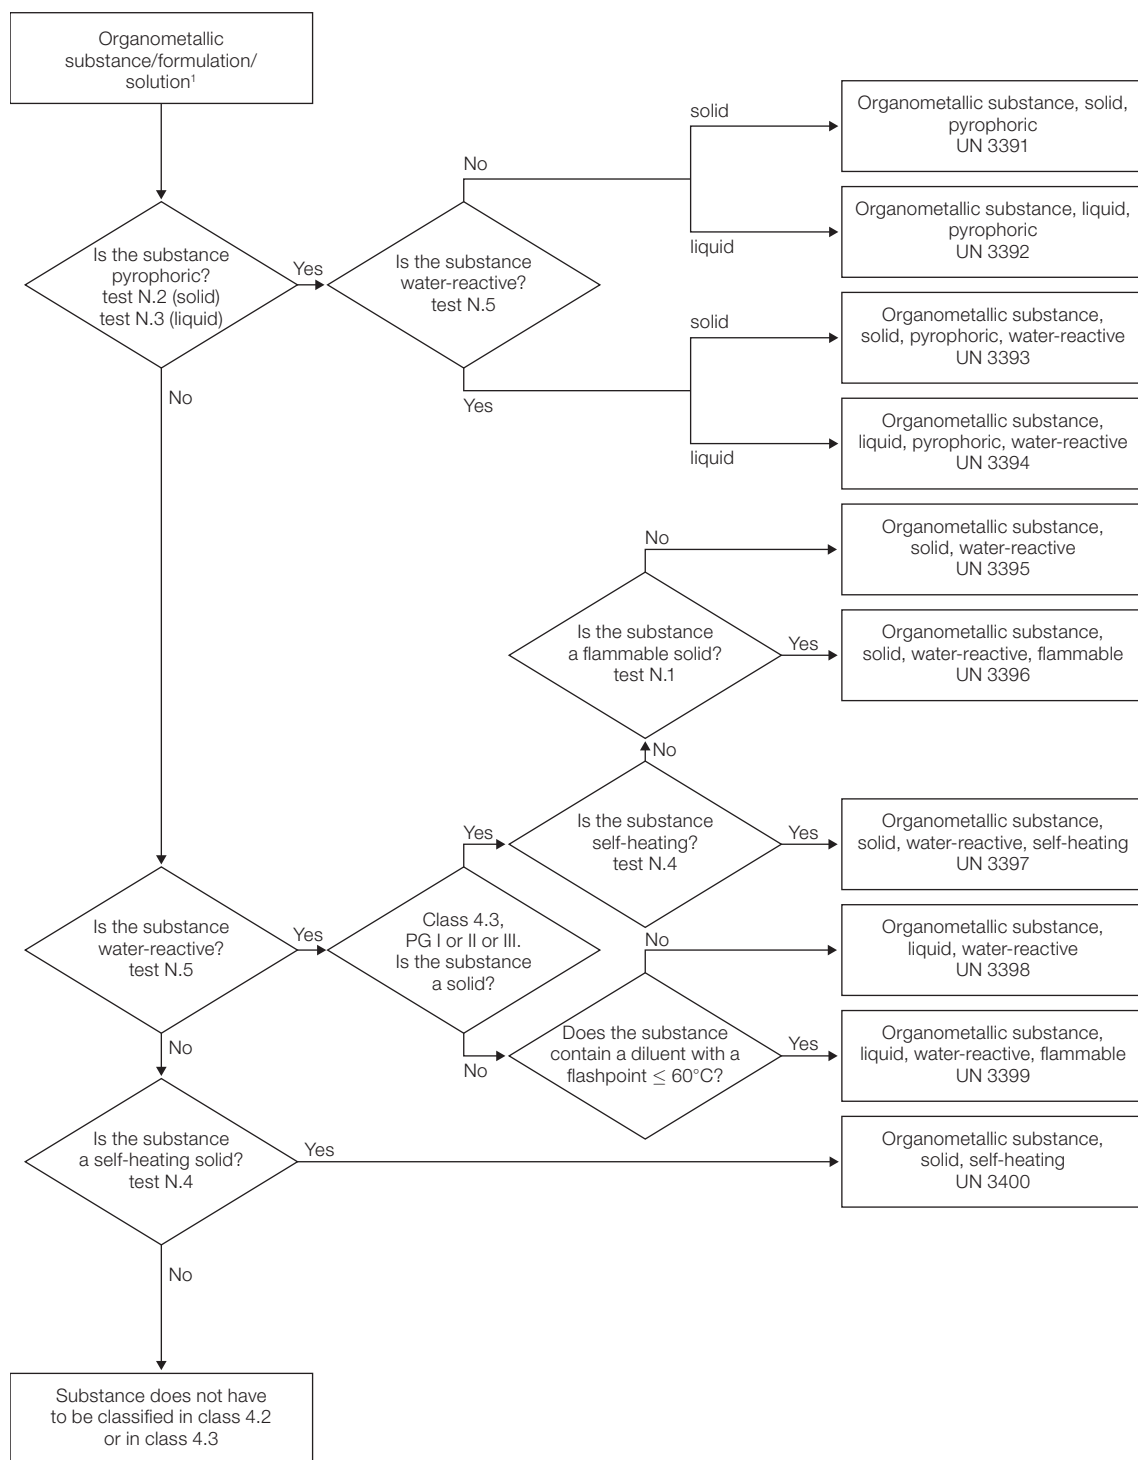 Organometallic
substance/formulation/
solution¹
Is the substance
pyrophoric?
test N.2 (solid)
test N.3 (liquid)
Yes
No
Is the substance
water-reactive?
test N.5
No
Yes
solid
liquid
solid
liquid
Organometallic substance, solid,
pyrophoric
UN 3391
Organometallic substance, liquid,
pyrophoric
UN 3392
Organometallic substance,
solid, pyrophoric, water-reactive
UN 3393
Organometallic substance,
liquid, pyrophoric, water-reactive
UN 3394
Is the substance
a flammable solid?
test N.1
No
Yes
Organometallic substance,
solid, water-reactive
UN 3395
Organometallic substance,
solid, water-reactive, flammable
UN 3396
No
Is the substance
self-heating?
test N.4
Yes
Organometallic substance,
solid, water-reactive, self-heating
UN 3397
Is the substance
water-reactive?
test N.5
Yes
No
Class 4.3,
PG I or II or III.
Is the substance
a solid?
Yes
No
Does the substance
contain a diluent with a
flashpoint ≤ 60°C?
No
Yes
Organometallic substance,
liquid, water-reactive
UN 3398
Organometallic substance,
liquid, water-reactive, flammable
UN 3399
Is the substance
a self-heating solid?
test N.4
Yes
No
Organometallic substance,
solid, self-heating
UN 3400
Substance does not have
to be classified in class 4.2
or in class 4.3